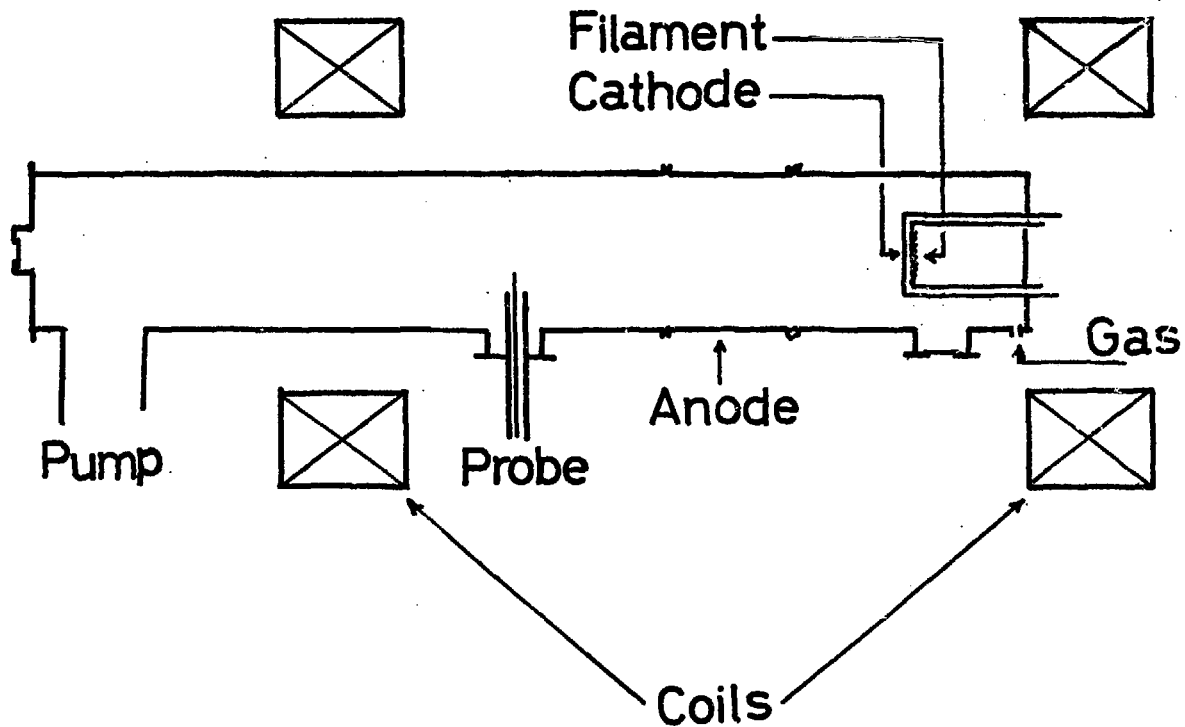 Filament
Cathode
Gas
Anode
Pump
Probe
Coils